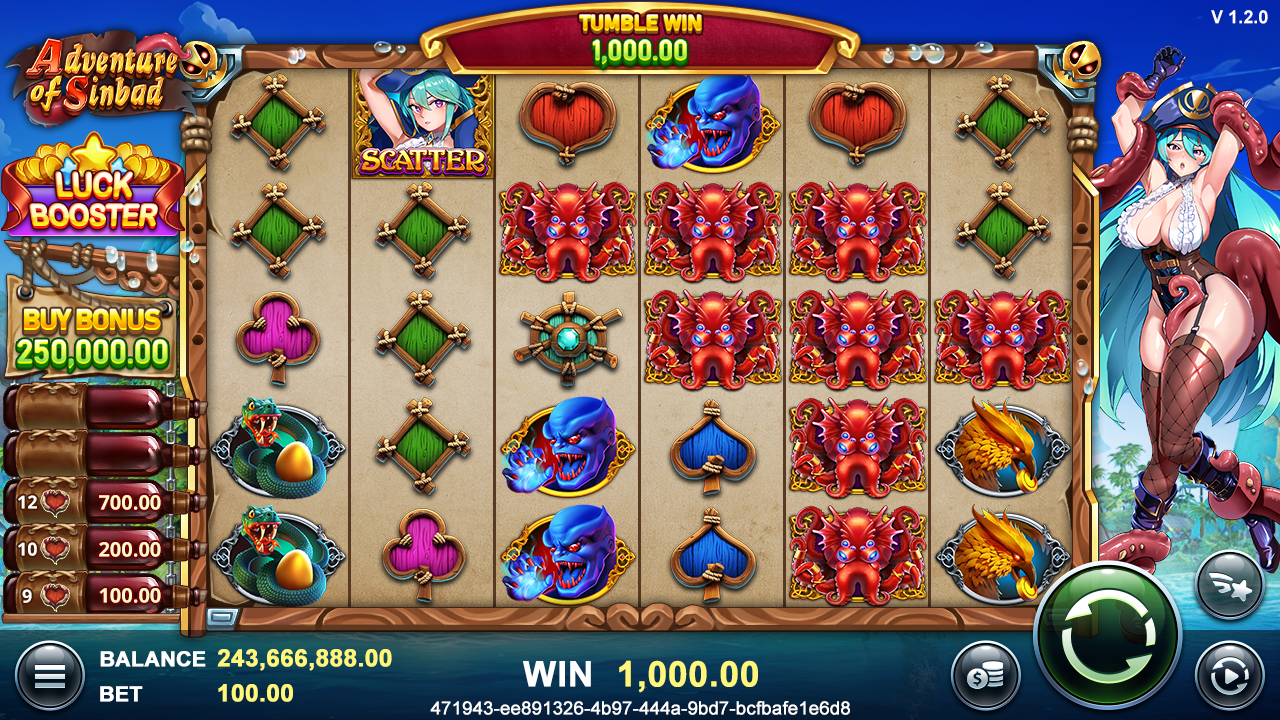 V 1.2.0
TUMBLE WIN
1,000.00
Adventure
of Sinbad
SCATTER
LUCK
BOOSTER
BUY BONUS
250,000.00
12 700.00
10 200.00
9 100.00
BALANCE 243,666,888.00
BET 100.00
WIN 1,000.00
471943-ee891326-4b97-444a-9bd7-bcfbafe1e6d8